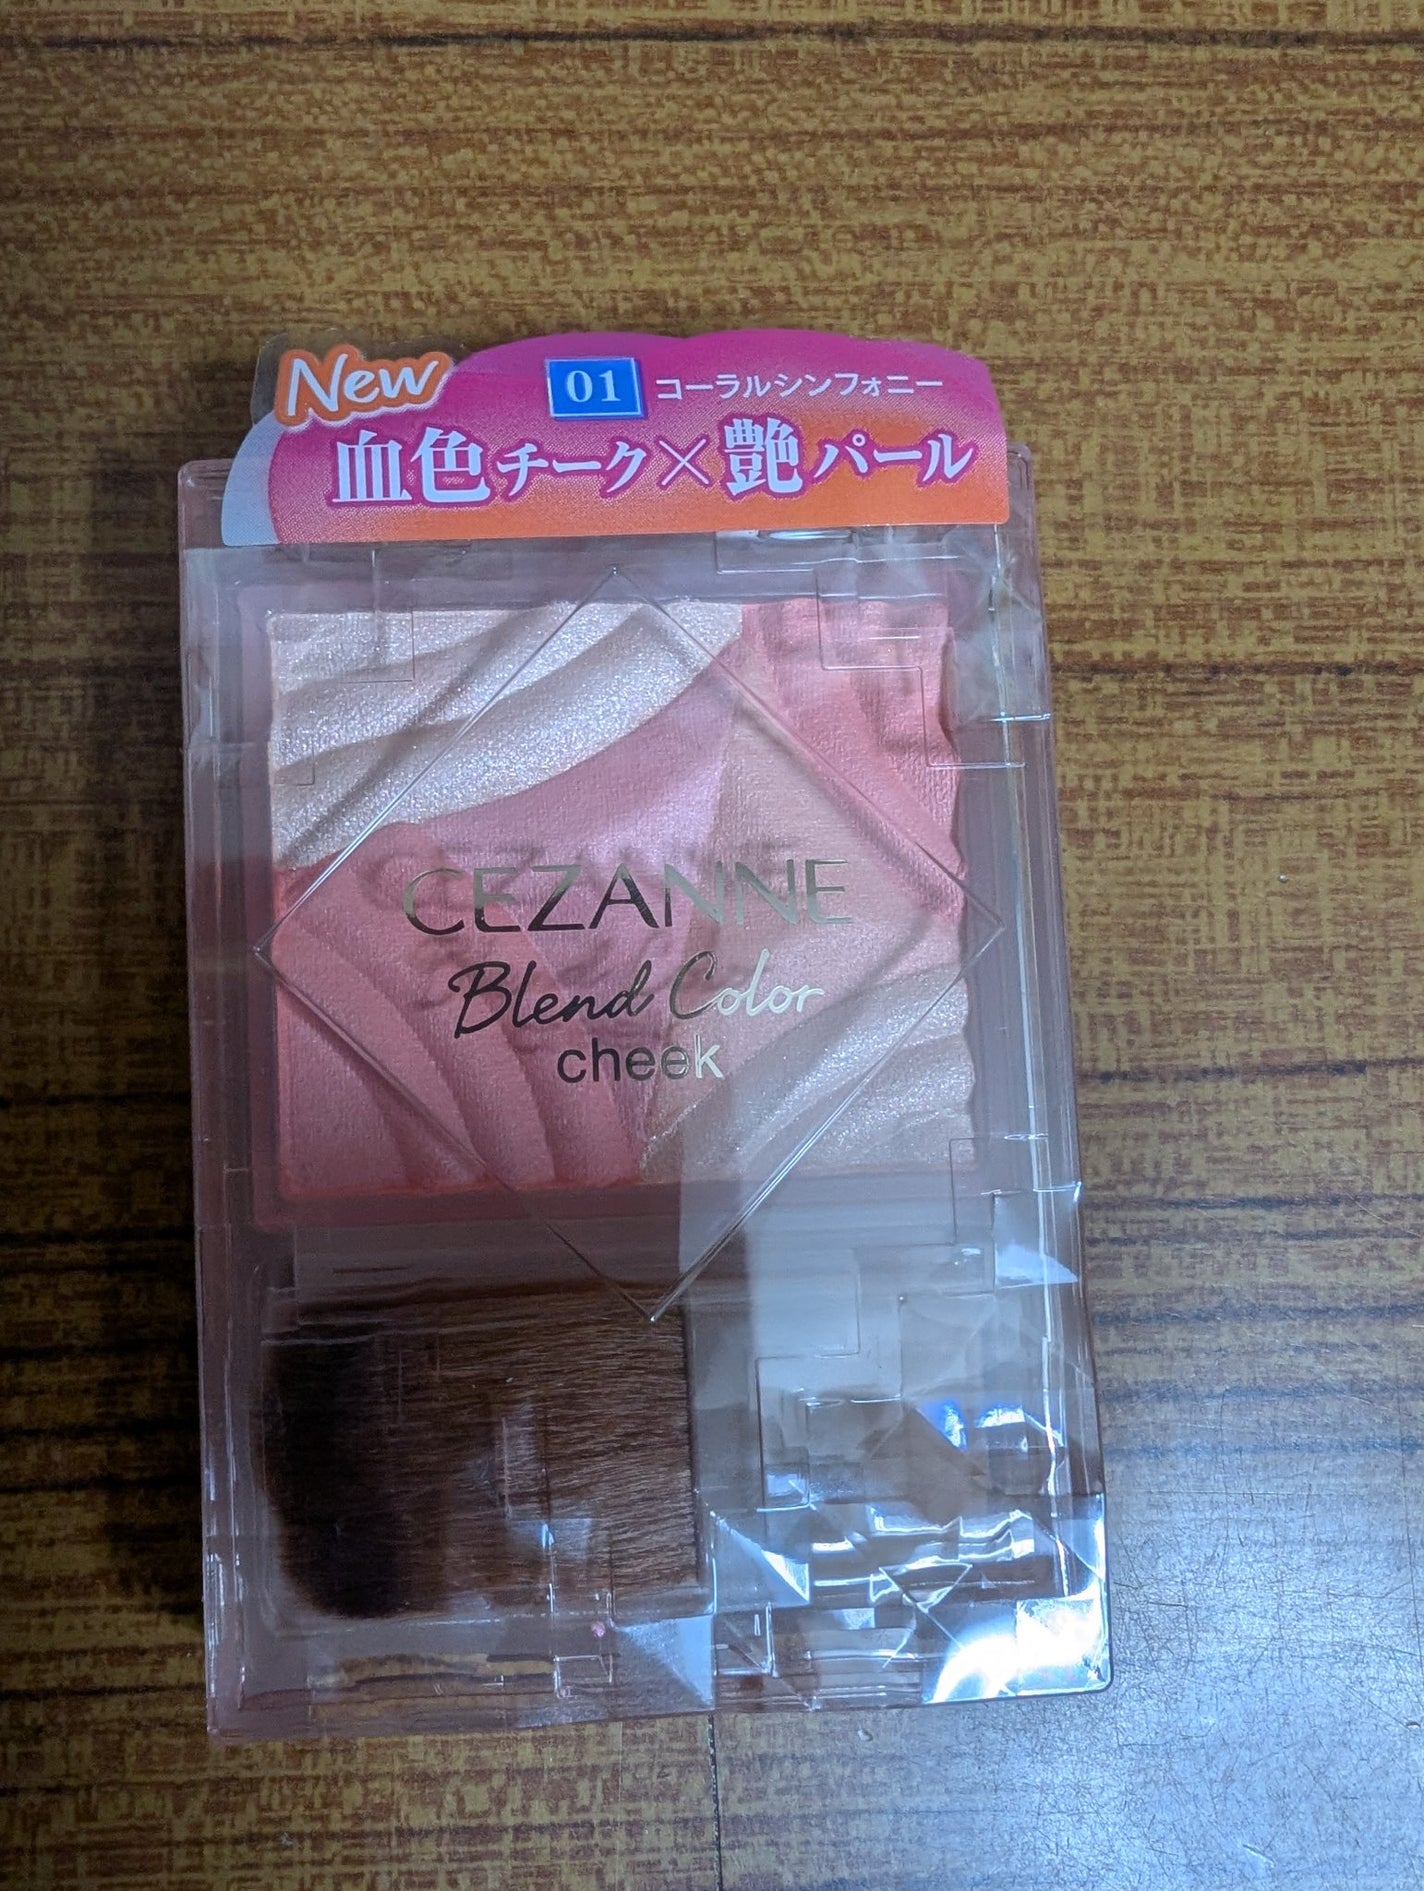 New
01 コーラルシンフォニー
血色チーク×艶パール
CEZANNE
Blend Color
cheek